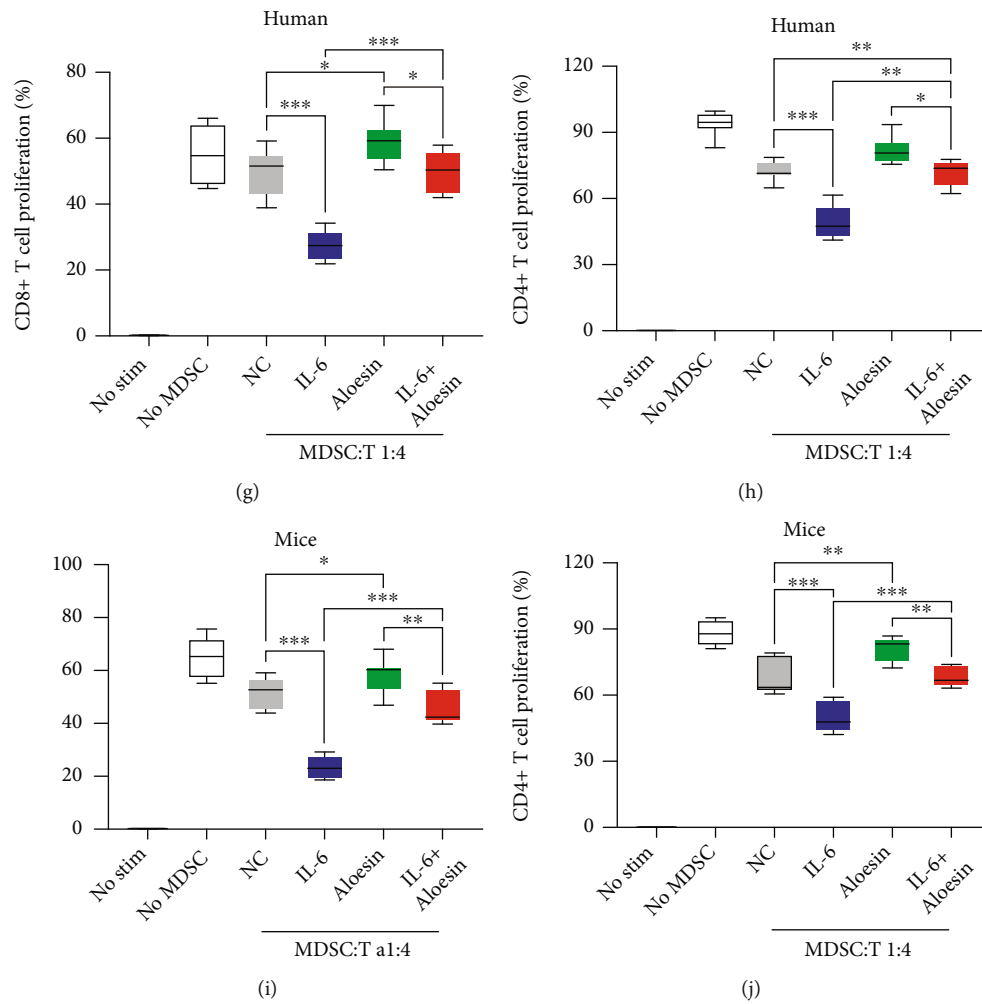 Human
CD8+ T cell proliferation (%)
80
60
40
20
0
***
*
*
***
No stim
No MDSC
NC
IL-6
Aloesin
IL-6+
Aloesin
MDSC:T 1:4
(g)
Human
CD4+ T cell proliferation (%)
120
90
60
30
0
**
**
*
***
No stim
No MDSC
NC
IL-6
Aloesin
IL-6+
Aloesin
MDSC:T 1:4
(h)
Mice
100
80
60
40
20
0
*
***
**
***
No stim
No MDSC
NC
IL-6
Aloesin
IL-6+
Aloesin
MDSC:T a1:4
(i)
Mice
CD4+ T cell proliferation (%)
120
90
60
30
0
**
***
***
**
No stim
No MDSC
NC
IL-6
Aloesin
IL-6+
Aloesin
MDSC:T 1:4
(j)